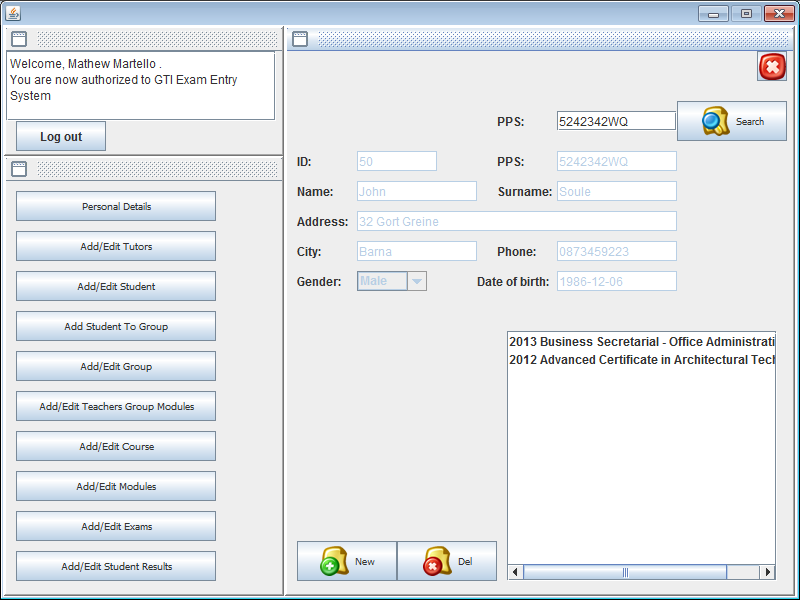 Welcome, Mathew Martello .
You are now authorized to GTI Exam Entry
System
Log out
Personal Details
Add/Edit Tutors
Add/Edit Student
Add Student To Group
Add/Edit Group
Add/Edit Teachers Group Modules
Add/Edit Course
Add/Edit Modules
Add/Edit Exams
Add/Edit Student Results
PPS: 5242342WQ Search
ID: 50 PPS: 5242342WQ
Name: John Surname: Soule
Address: 32 Gort Greine
City: Barna Phone: 0873459223
Gender: Male Date of birth: 1986-12-06
2013 Business Secretarial - Office Administrati
2012 Advanced Certificate in Architectural Tech
New Del